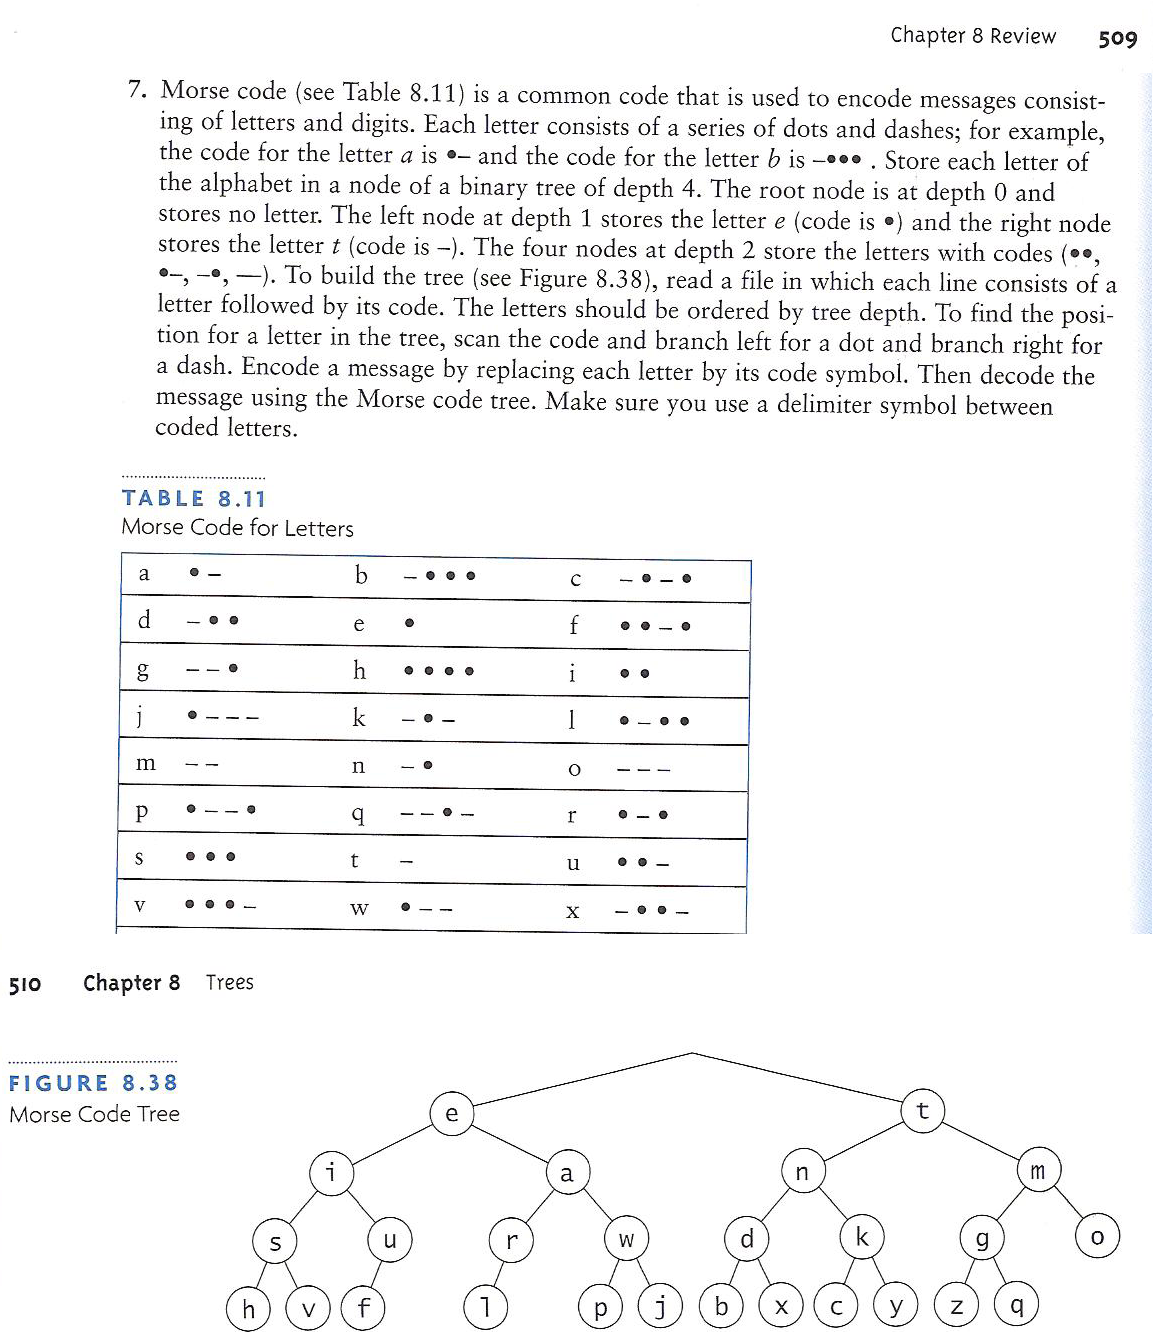 Chapter 8 Review 509
7. Morse code (see Table 8.11) is a common code that is used to encode messages consist-
ing of letters and digits. Each letter consists of a series of dots and dashes; for example,
the code for the letter a is •– and the code for the letter b is –••• . Store each letter of
the alphabet in a node of a binary tree of depth 4. The root node is at depth 0 and
stores no letter. The left node at depth 1 stores the letter e (code is •) and the right node
stores the letter t (code is –). The four nodes at depth 2 store the letters with codes (••,
•–, –•, —). To build the tree (see Figure 8.38), read a file in which each line consists of a
letter followed by its code. The letters should be ordered by tree depth. To find the posi-
tion for a letter in the tree, scan the code and branch left for a dot and branch right for
a dash. Encode a message by replacing each letter by its code symbol. Then decode the
message using the Morse code tree. Make sure you use a delimiter symbol between
coded letters.
TABLE 8.11
Morse Code for Letters
a • – b – • • • c – • – •
d – • • e • f • • – •
g – – • h • • • • i • •
j • – – – k – • – l • – • •
m – – n – • o – – –
p • – – • q – – • – r • – •
s • • • t – u • • –
v • • • – w • – – x – • • –
510 Chapter 8 Trees
FIGURE 8.38
Morse Code Tree
e t
i a n m
s u r w d k g o
h v f l p j b x c y z q